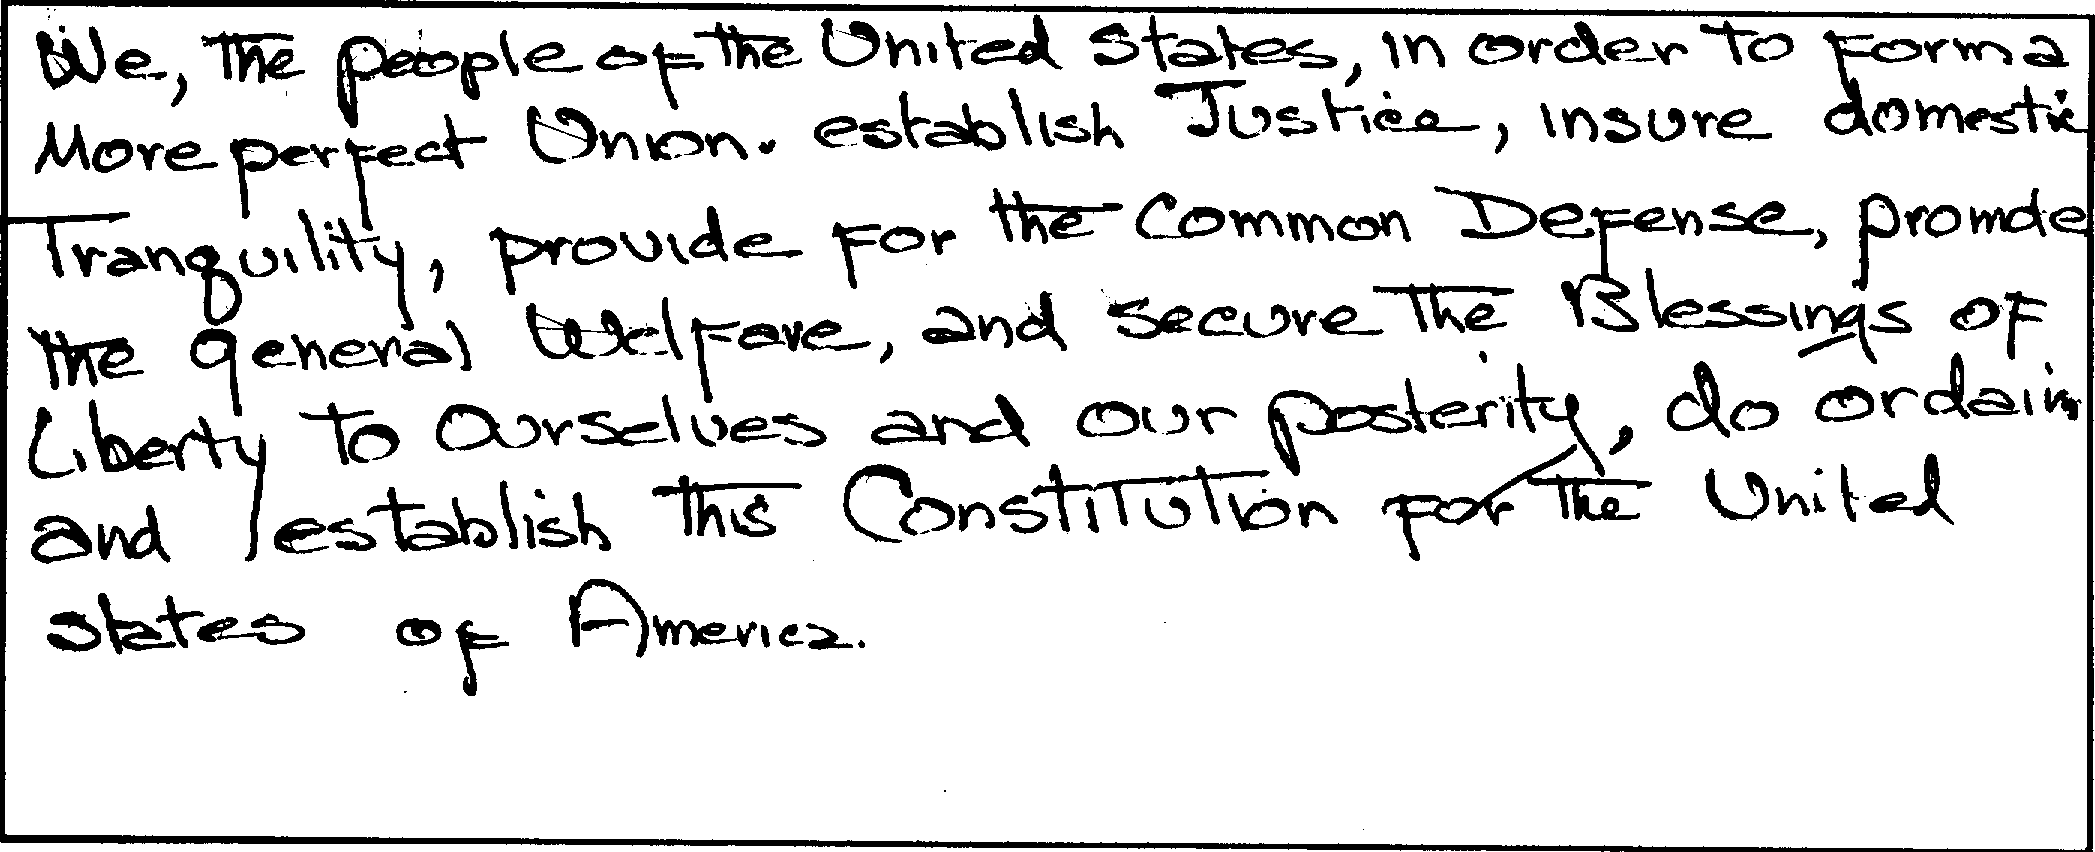 We, the people of the United States, in order to form a
More perfect Union. establish Justice, insure domestic
Tranquility, provide for the Common Defense, promote
the general Welfare, and secure the Blessings of
Liberty to Ourselves and our posterity, do ordain
and establish this Constitution for the United
states of America.